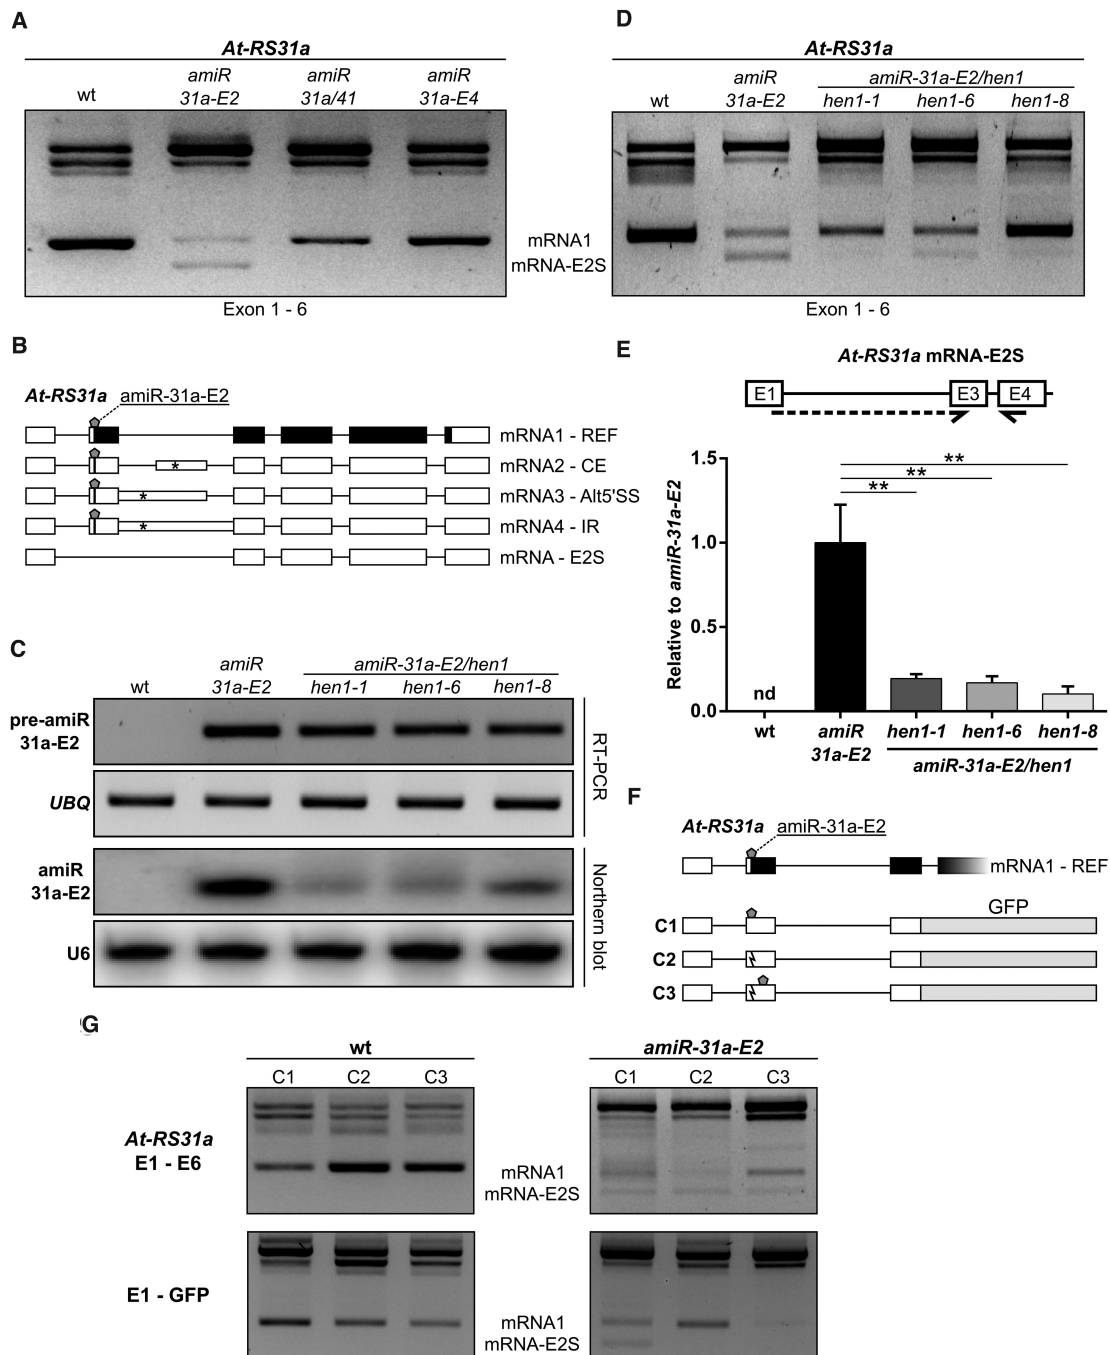 A
At-RS31a
wt
amiR 31a-E2
amiR 31a/41
amiR 31a-E4
mRNA1
mRNA-E2S
Exon 1 - 6
D
At-RS31a
wt
amiR 31a-E2
amiR-31a-E2/hen1
hen1-1
hen1-6
hen1-8
Exon 1 - 6
B
At-RS31a
amiR-31a-E2
mRNA1 - REF
* mRNA2 - CE
* mRNA3 - Alt5'SS
* mRNA4 - IR
mRNA - E2S
E
At-RS31a mRNA-E2S
E1
E3
E4
Relative to amiR-31a-E2
1.5
1.0
0.5
0.0
**
**
**
nd
wt
amiR 31a-E2
hen1-1
hen1-6
hen1-8
amiR-31a-E2/hen1
C
wt
amiR 31a-E2
amiR-31a-E2/hen1
hen1-1
hen1-6
hen1-8
pre-amiR 31a-E2
UBQ
RT-PCR
amiR 31a-E2
U6
Northern blot
F
At-RS31a
amiR-31a-E2
mRNA1 - REF
GFP
C1
C2
C3
G
wt
C1
C2
C3
amiR-31a-E2
C1
C2
C3
At-RS31a
E1 - E6
mRNA1
mRNA-E2S
E1 - GFP
mRNA1
mRNA-E2S